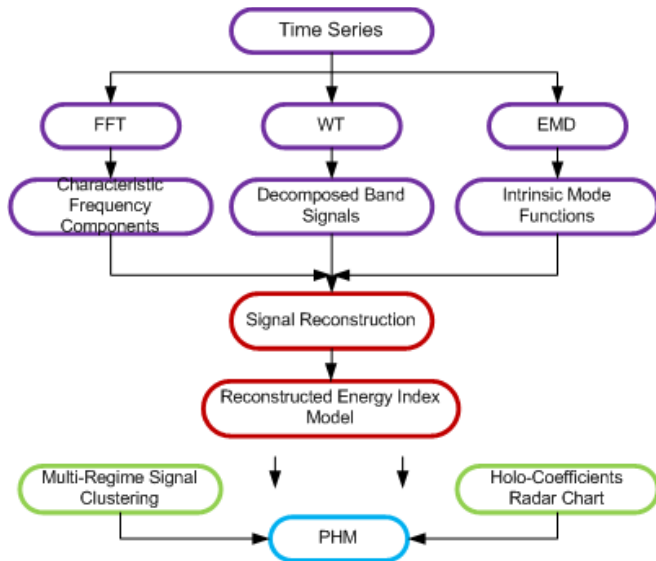 Time Series
FFT
WT
EMD
Characteristic
Frequency
Components
Decomposed Band
Signals
Intrinsic Mode
Functions
Signal Reconstruction
Reconstructed Energy Index
Model
Multi-Regime Signal
Clustering
Holo-Coefficients
Radar Chart
PHM